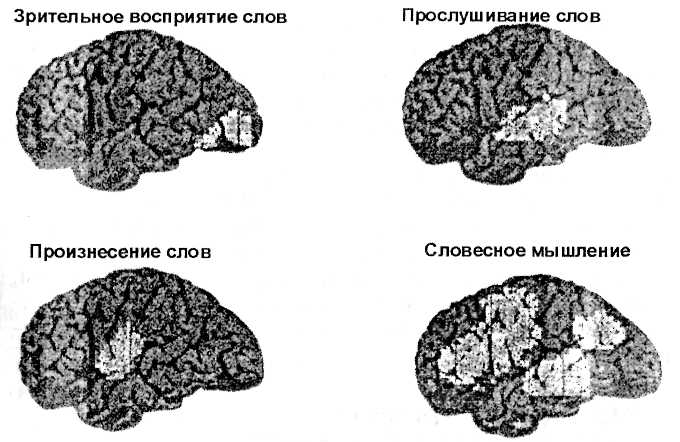 Зрительное восприятие слов
Прослушивание слов
Произнесение слов
Словесное мышление